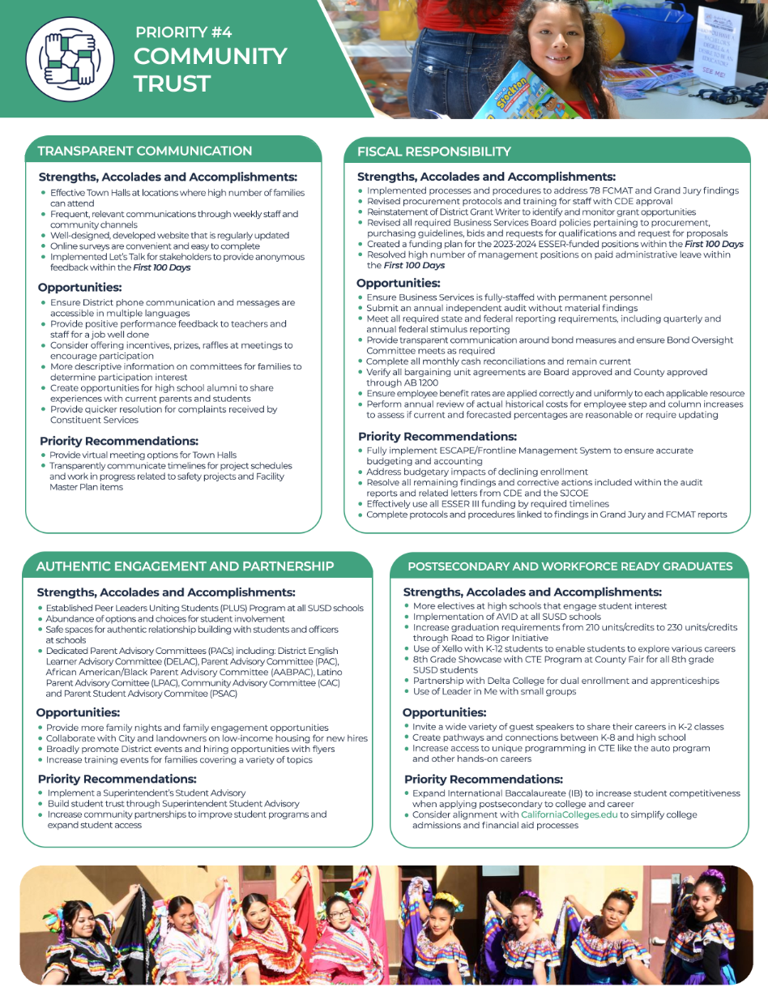 PRIORITY #4
COMMUNITY
TRUST
Stockton
SEE ME!
TRANSPARENT COMMUNICATION
Strengths, Accolades and Accomplishments:
• Effective Town Halls at locations where high number of families
can attend
• Frequent, relevant communications through weekly staff and
community channels
• Well-designed, developed website that is regularly updated
• Online surveys are convenient and easy to complete
• Implemented Let's Talk for stakeholders to provide anonymous
feedback within the First 100 Days
Opportunities:
• Ensure District phone communication and messages are
accessible in multiple languages
• Provide positive performance feedback to teachers and
staff for a job well done
• Consider offering incentives, prizes, raffles at meetings to
encourage participation
• More descriptive information on committees for families to
determine participation interest
• Create opportunities for high school alumni to share
experiences with current parents and students
• Provide quicker resolution for complaints received by
Constituent Services
Priority Recommendations:
• Provide virtual meeting options for Town Halls
• Transparently communicate timelines for project schedules
and work in progress related to safety projects and Facility
Master Plan items
FISCAL RESPONSIBILITY
Strengths, Accolades and Accomplishments:
• Implemented processes and procedures to address 78 FCMAT and Grand Jury findings
• Revised procurement protocols and training for staff with CDE approval
• Reinstatement of District Grant Writer to identify and monitor grant opportunities
• Revised all required Business Services Board policies pertaining to procurement,
purchasing guidelines, bids and requests for qualifications and request for proposals
• Created a funding plan for the 2023-2024 ESSER-funded positions within the First 100 Days
• Resolved high number of management positions on paid administrative leave within
the First 100 Days
Opportunities:
• Ensure Business Services is fully-staffed with permanent personnel
• Submit an annual independent audit without material findings
• Meet all required state and federal reporting requirements, including quarterly and
annual federal stimulus reporting
• Provide transparent communication around bond measures and ensure Bond Oversight
Committee meets as required
• Complete all monthly cash reconciliations and remain current
• Verify all bargaining unit agreements are Board approved and County approved
through AB 1200
• Ensure employee benefit rates are applied correctly and uniformly to each applicable resource
• Perform annual review of actual historical costs for employee step and column increases
to assess if current and forecasted percentages are reasonable or require updating
Priority Recommendations:
• Fully implement ESCAPE/Frontline Management System to ensure accurate
budgeting and accounting
• Address budgetary impacts of declining enrollment
• Resolve all remaining findings and corrective actions included within the audit
reports and related letters from CDE and the SJCOE
• Effectively use all ESSER III funding by required timelines
• Complete protocols and procedures linked to findings in Grand Jury and FCMAT reports
AUTHENTIC ENGAGEMENT AND PARTNERSHIP
Strengths, Accolades and Accomplishments:
• Established Peer Leaders Uniting Students (PLUS) Program at all SUSD schools
• Abundance of options and choices for student involvement
• Safe spaces for authentic relationship building with students and officers
at schools
• Dedicated Parent Advisory Committees (PACs) including: District English
Learner Advisory Committee (DELAC), Parent Advisory Committee (PAC),
African American/Black Parent Advisory Committee (AABPAC), Latino
Parent Advisory Comittee (LPAC), Community Advisory Committee (CAC)
and Parent Student Advisory Commitee (PSAC)
Opportunities:
• Provide more family nights and family engagement opportunities
• Collaborate with City and landowners on low-income housing for new hires
• Broadly promote District events and hiring opportunities with flyers
• Increase training events for families covering a variety of topics
Priority Recommendations:
• Implement a Superintendent's Student Advisory
• Build student trust through Superintendent Student Advisory
• Increase community partnerships to improve student programs and
expand student access
POSTSECONDARY AND WORKFORCE READY GRADUATES
Strengths, Accolades and Accomplishments:
• More electives at high schools that engage student interest
• Implementation of AVID at all SUSD schools
• Increase graduation requirements from 210 units/credits to 230 units/credits
through Road to Rigor Initiative
• Use of Xello with K-12 students to enable students to explore various careers
• 8th Grade Showcase with CTE Program at County Fair for all 8th grade
SUSD students
• Partnership with Delta College for dual enrollment and apprenticeships
• Use of Leader in Me with small groups
Opportunities:
• Invite a wide variety of guest speakers to share their careers in K-2 classes
• Create pathways and connections between K-8 and high school
• Increase access to unique programming in CTE like the auto program
and other hands-on careers
Priority Recommendations:
• Expand International Baccalaureate (IB) to increase student competitiveness
when applying postsecondary to college and career
• Consider alignment with CaliforniaColleges.edu to simplify college
admissions and financial aid processes